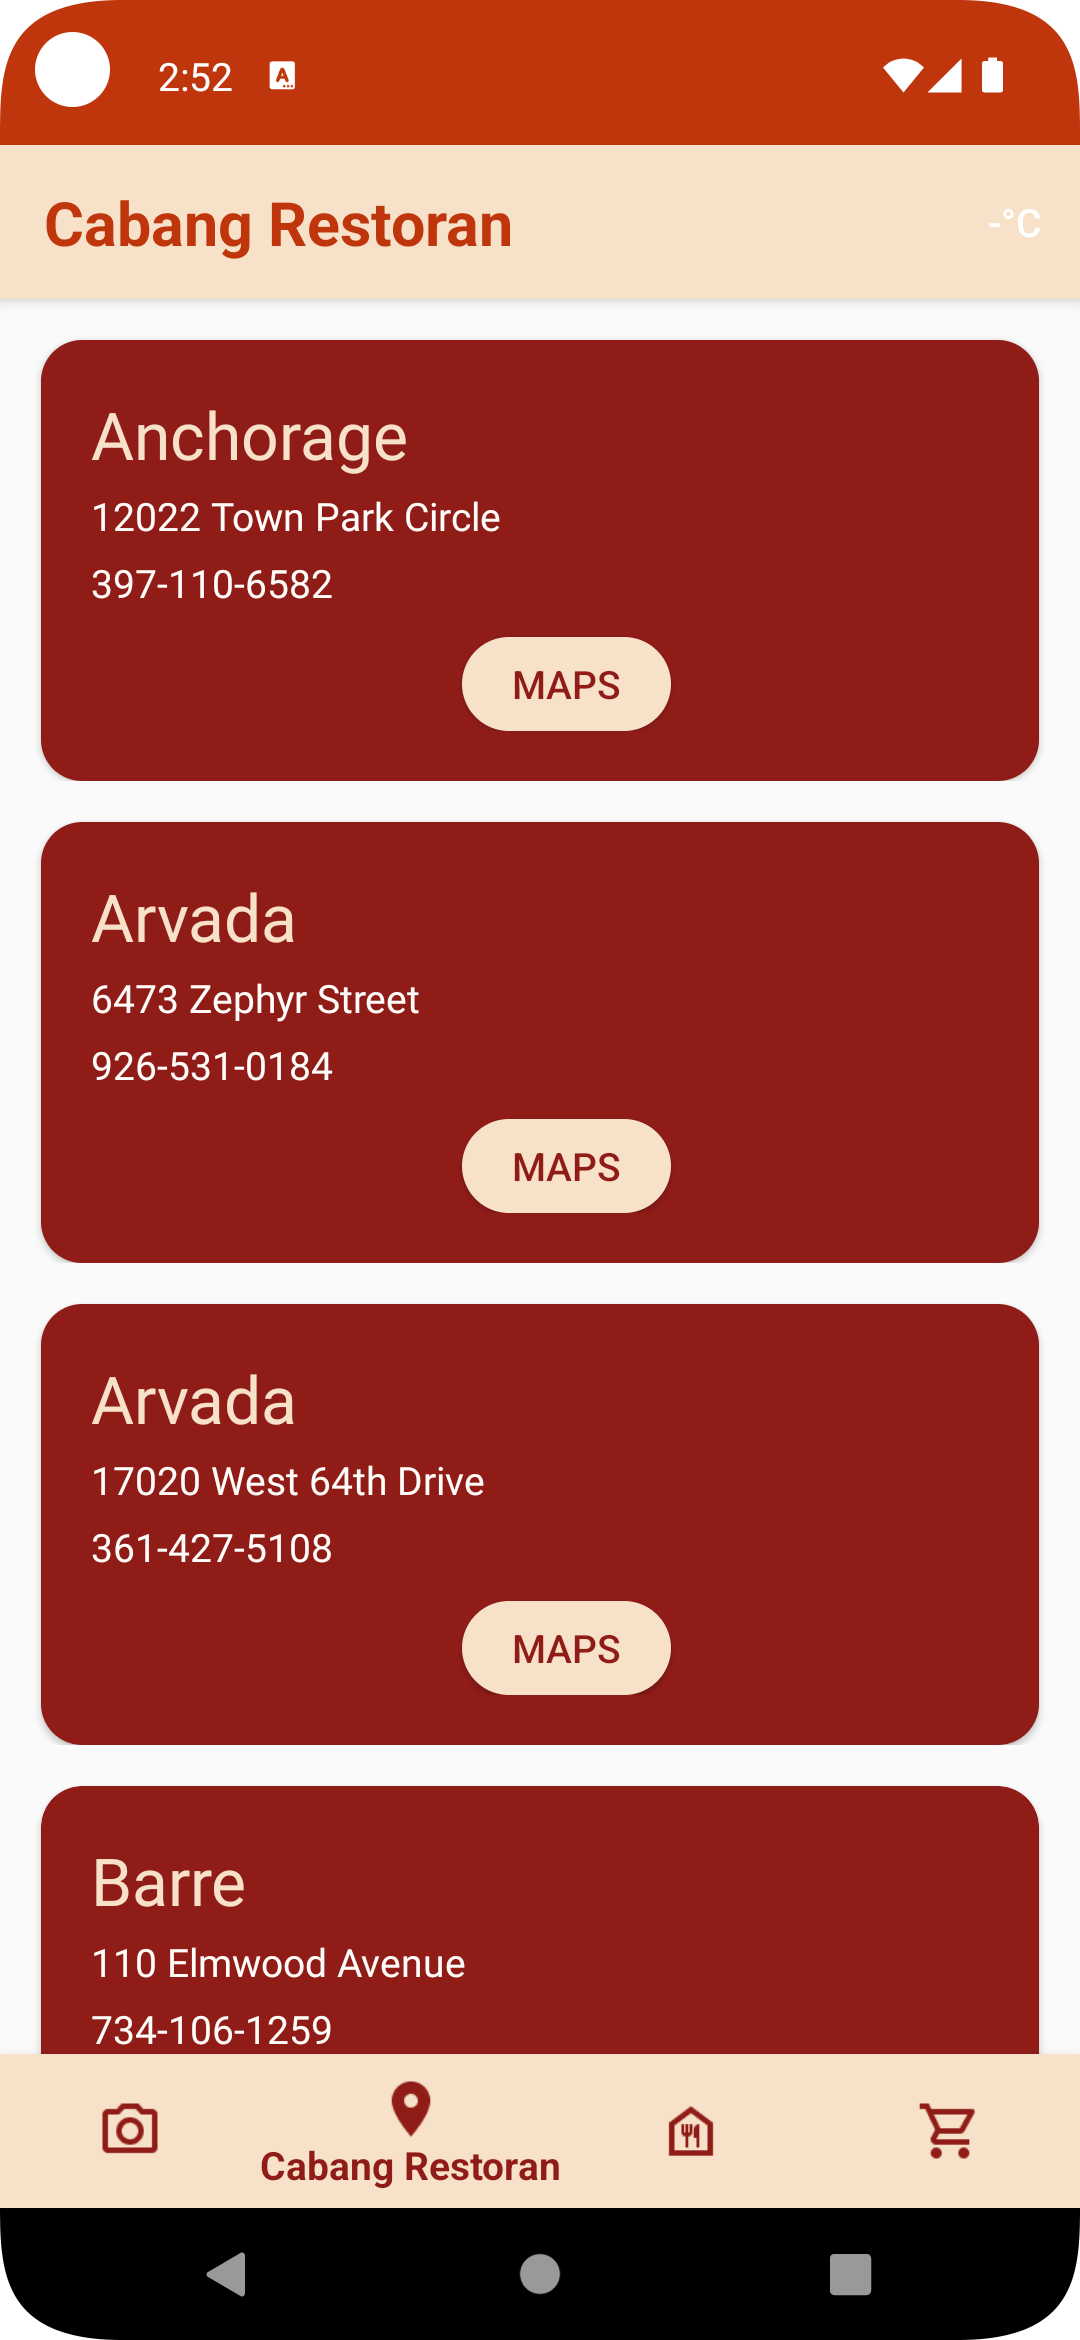 2:52
Cabang Restoran
-°C
Anchorage
12022 Town Park Circle
397-110-6582
MAPS
Arvada
6473 Zephyr Street
926-531-0184
MAPS
Arvada
17020 West 64th Drive
361-427-5108
MAPS
Barre
110 Elmwood Avenue
734-106-1259
Cabang Restoran